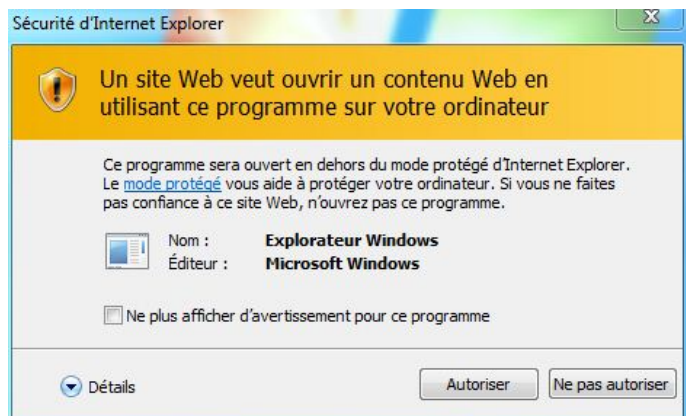 Sécurité d'Internet Explorer
Un site Web veut ouvrir un contenu Web en
utilisant ce programme sur votre ordinateur
Ce programme sera ouvert en dehors du mode protégé d'Internet Explorer.
Le mode protégé vous aide à protéger votre ordinateur. Si vous ne faites
pas confiance à ce site Web, n'ouvrez pas ce programme.
Nom : Explorateur Windows
Éditeur : Microsoft Windows
Ne plus afficher d'avertissement pour ce programme
Détails Autoriser Ne pas autoriser